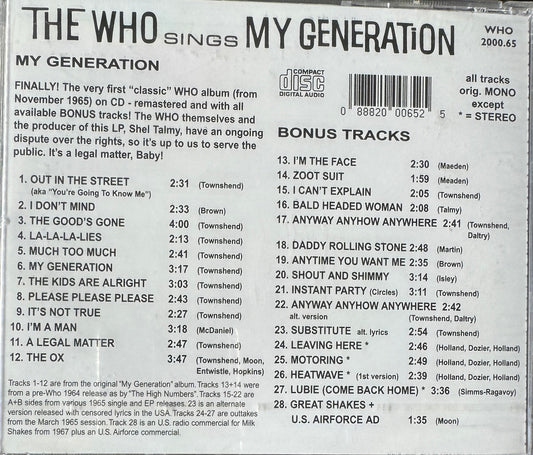 THE WHO SINGS MY GENERATION
WHO
2000.65
MY GENERATION
FINALLY! The very first "classic" WHO album (from
November 1965) on CD - remastered and with all
available BONUS tracks! The WHO themselves and
the producer of this LP, Shel Talmy, have an ongoing
dispute over the rights, so it's up to us to serve the
public. It's a legal matter, Baby!
COMPACT
disc
DIGITAL AUDIO
0 88820 00652 5
all tracks
orig. MONO
except
* = STEREO
1. OUT IN THE STREET 2:31 (Townshend)
(aka "You're Going To Know Me")
2. I DON'T MIND 2:33 (Brown)
3. THE GOOD'S GONE 4:00 (Townshend)
4. LA-LA-LA-LIES 2:13 (Townshend)
5. MUCH TOO MUCH 2:41 (Townshend)
6. MY GENERATION 3:17 (Townshend)
7. THE KIDS ARE ALRIGHT 3:03 (Townshend)
8. PLEASE PLEASE PLEASE 2:43 (Townshend)
9. IT'S NOT TRUE 2:27 (Townshend)
10. I'M A MAN 3:18 (McDaniel)
11. A LEGAL MATTER 2:47 (Townshend)
12. THE OX 3:47 (Townshend, Moon,
Entwistle, Hopkins)
Tracks 1-12 are from the original "My Generation" album. Tracks 13+14 were
from a pre-Who 1964 release as by "The High Numbers". Tracks 15-22 are
A+B sides from various 1965 single and EP releases. 23 is an alternate
version released with censored lyrics in the USA. Tracks 24-27 are outtakes
from the March 1965 session. Track 28 is an U.S. radio commercial for Milk
Shakes from 1967 plus an U.S. Airforce commercial.
BONUS TRACKS
13. I'M THE FACE 2:30 (Maeden)
14. ZOOT SUIT 1:59 (Meaden)
15. I CAN'T EXPLAIN 2:05 (Townshend)
16. BALD HEADED WOMAN 2:08 (Talmy)
17. ANYWAY ANYHOW ANYWHERE 2:41 (Townshend,
Daltry)
18. DADDY ROLLING STONE 2:48 (Martin)
19. ANYTIME YOU WANT ME 2:35 (Brown)
20. SHOUT AND SHIMMY 3:14 (Isley)
21. INSTANT PARTY (Circles) 3:11 (Townshend)
22. ANYWAY ANYHOW ANYWHERE 2:42
alt. version (Townshend, Daltry)
23. SUBSTITUTE alt. lyrics 2:54 (Townshend)
24. LEAVING HERE * 2:46 (Holland, Dozier, Holland)
25. MOTORING * 2:49 (Holland, Dozier, Holland)
26. HEATWAVE * (1st version) 2:39 (Holland, Dozier, Holland)
27. LUBIE (COME BACK HOME) * 3:36 (Simms-Ragavoy)
28. GREAT SHAKES +
U.S. AIRFORCE AD 1:35 (Moon)